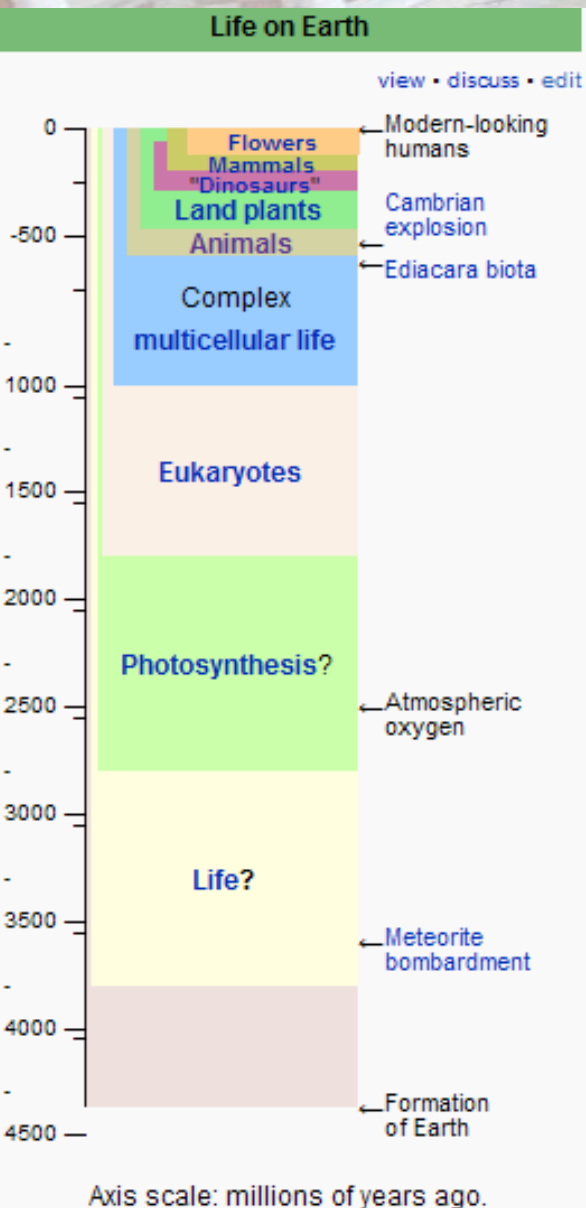 Life on Earth
view • discuss • edit
0
Flowers
Modern-looking
humans
Mammals
"Dinosaurs"
Land plants
Cambrian
explosion
-500
Animals
Ediacara biota
Complex
multicellular life
-
1000
-
Eukaryotes
1500
-
2000
-
Photosynthesis?
2500
Atmospheric
oxygen
-
3000
-
Life?
3500
Meteorite
bombardment
-
4000
-
Formation
of Earth
4500
Axis scale: millions of years ago.